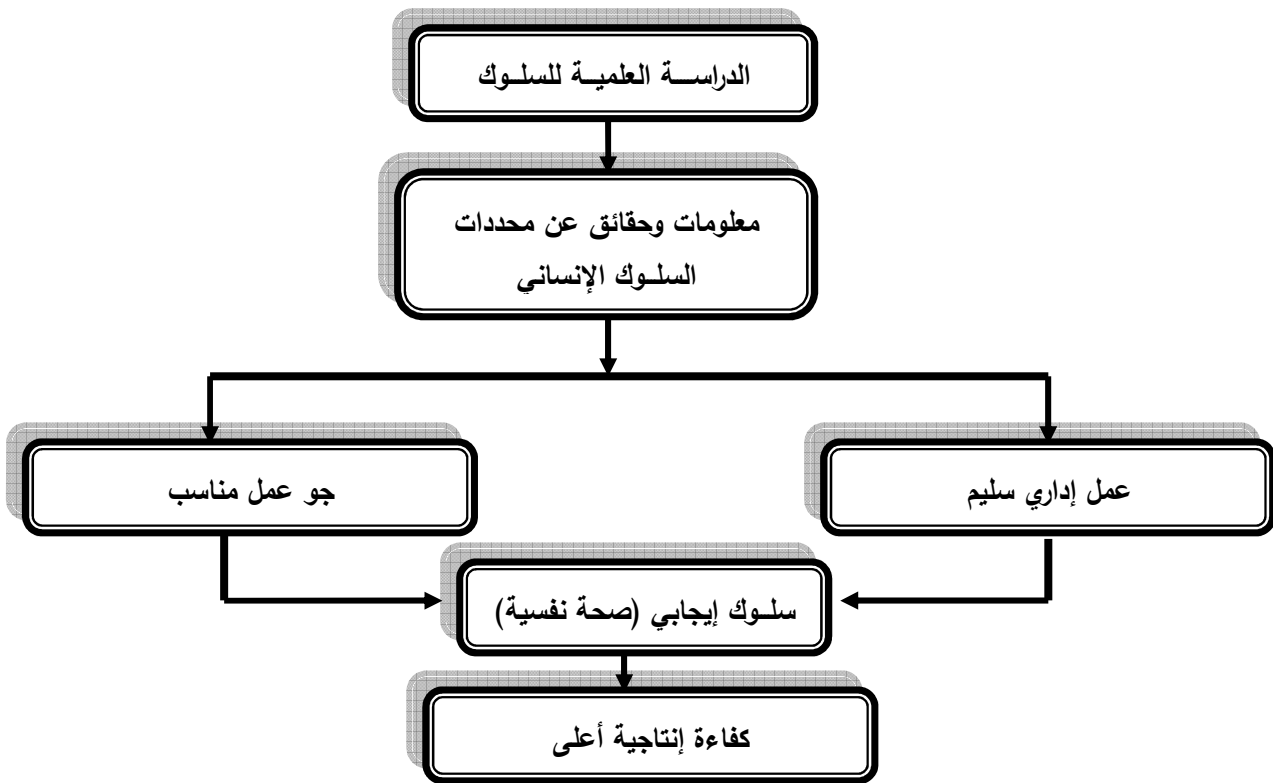 الدراســة العلميــة للسلــوك
معلومات وحقائق عن محددات
السلــوك الإنساني
عمل إداري سليم
جو عمل مناسب
سلــوك إيجابي (صحة نفسية)
كفاءة إنتاجية أعلى